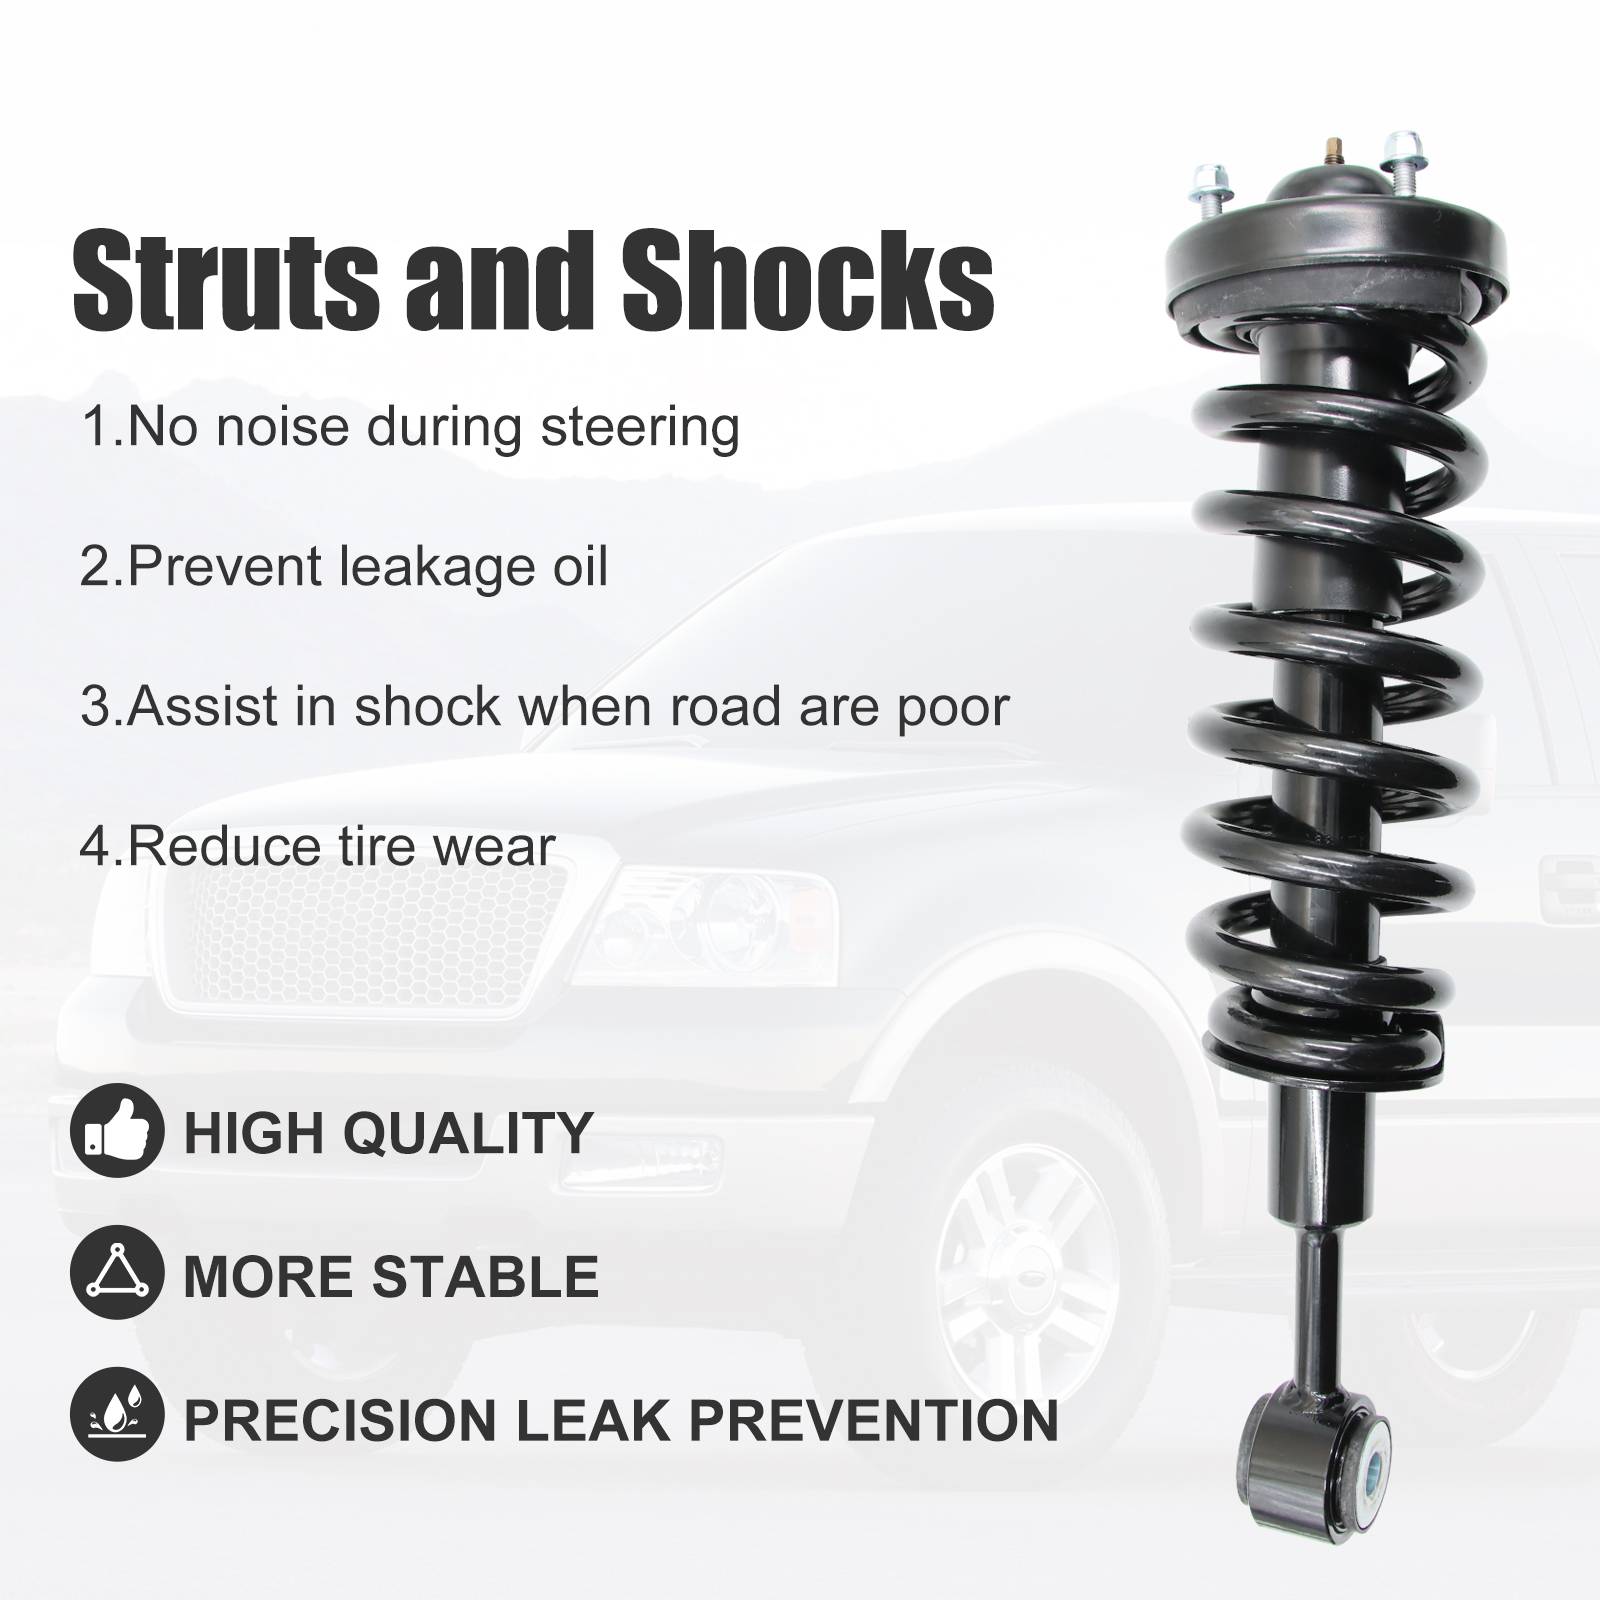 Struts and Shocks
1.No noise during steering
2.Prevent leakage oil
3.Assist in shock when road are poor
4.Reduce tire wear
HIGH QUALITY
MORE STABLE
PRECISION LEAK PREVENTION